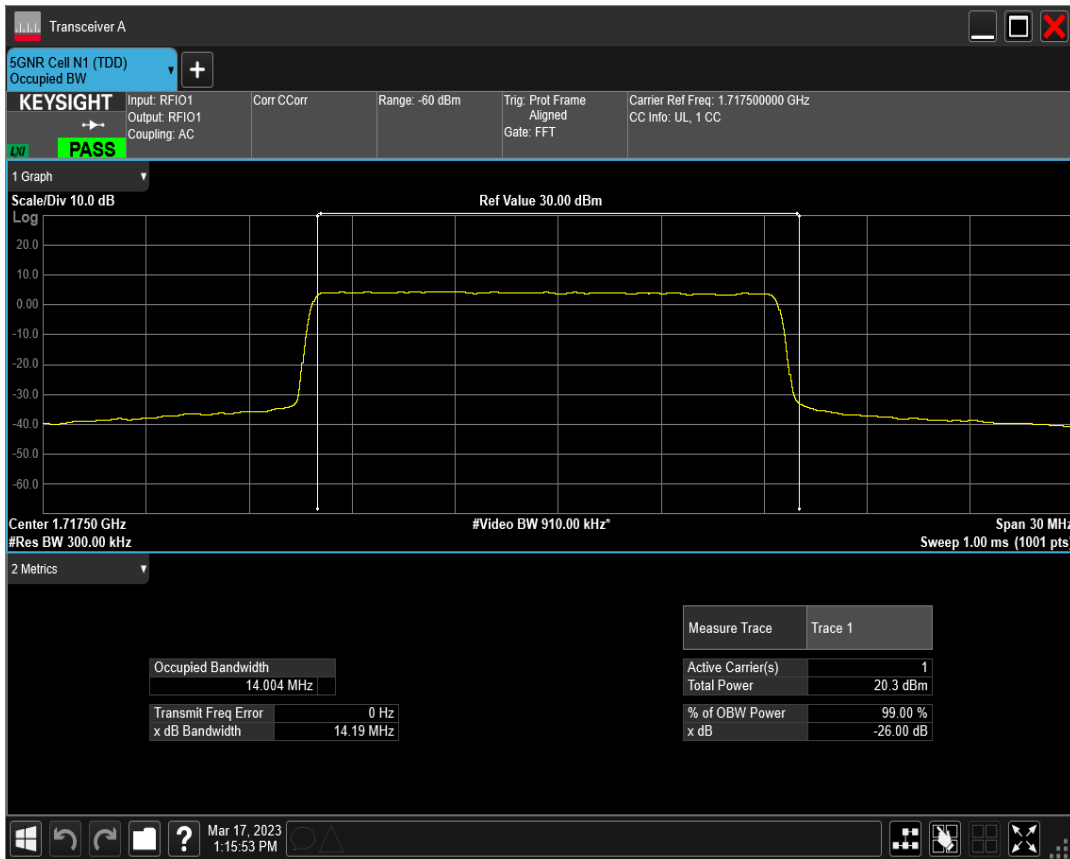 Transceiver A
5GNR Cell N1 (TDD)
Occupied BW
+
KEYSIGHT
LXI
PASS
Input: RFIO1
Output: RFIO1
Coupling: AC
Corr CCorr
Range: -60 dBm
Trig: Prot Frame
Aligned
Gate: FFT
Carrier Ref Freq: 1.717500000 GHz
CC Info: UL, 1 CC
1 Graph
Scale/Div 10.0 dB
Ref Value 30.00 dBm
Log
20.0
10.0
0.00
-10.0
-20.0
-30.0
-40.0
-50.0
-60.0
Center 1.71750 GHz
#Video BW 910.00 kHz*
Span 30 MHz
#Res BW 300.00 kHz
Sweep 1.00 ms (1001 pts)
2 Metrics
Measure Trace Trace 1
Occupied Bandwidth
14.004 MHz
Active Carrier(s) 1
Total Power 20.3 dBm
Transmit Freq Error 0 Hz
x dB Bandwidth 14.19 MHz
% of OBW Power 99.00 %
x dB -26.00 dB
?
Mar 17, 2023
1:15:53 PM